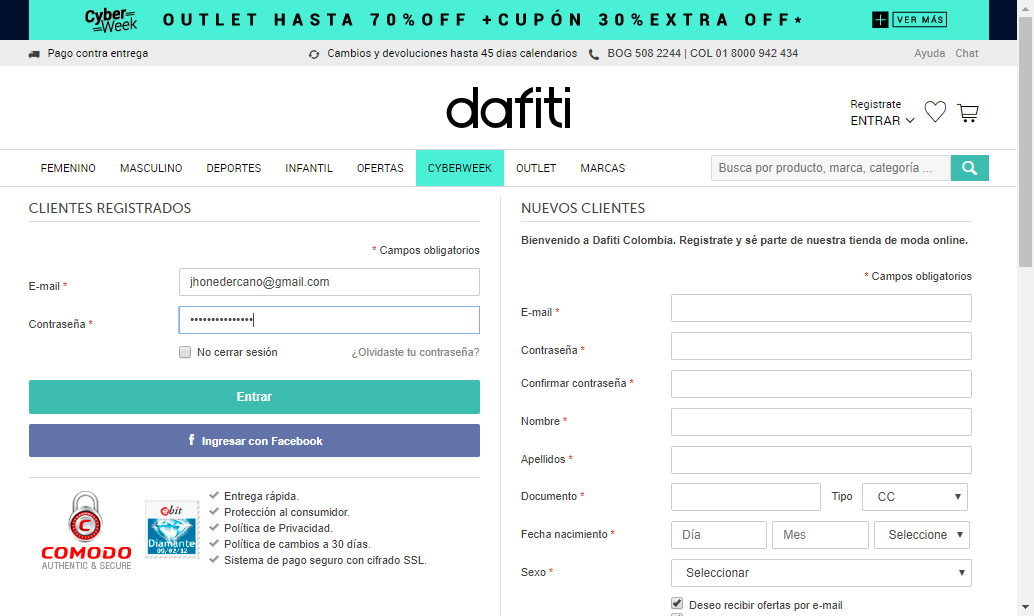 Cyber Week OUTLET HASTA 70%OFF +CUPÓN 30%EXTRA OFF* + VER MÁS
Pago contra entrega Cambios y devoluciones hasta 45 dias calendarios BOG 508 2244 | COL 01 8000 942 434 Ayuda Chat
dafiti
Registrate
ENTRAR
FEMENINO MASCULINO DEPORTES INFANTIL OFERTAS CYBERWEEK OUTLET MARCAS Busca por producto, marca, categoría ...
CLIENTES REGISTRADOS
* Campos obligatorios
E-mail * jhonedercano@gmail.com
Contraseña * •••••••••••••••
No cerrar sesión ¿Olvidaste tu contraseña?
Entrar
f Ingresar con Facebook
COMODO
AUTHENTIC & SECURE
ebit
Diamante
09/02/12
Entrega rápida.
Protección al consumidor.
Política de Privacidad.
Política de cambios a 30 días.
Sistema de pago seguro con cifrado SSL.
NUEVOS CLIENTES
Bienvenido a Dafiti Colombia. Registrate y sé parte de nuestra tienda de moda online.
* Campos obligatorios
E-mail *
Contraseña *
Confirmar contraseña *
Nombre *
Apellidos *
Documento * Tipo CC
Fecha nacimiento * Día Mes Seleccione
Sexo * Seleccionar
Deseo recibir ofertas por e-mail